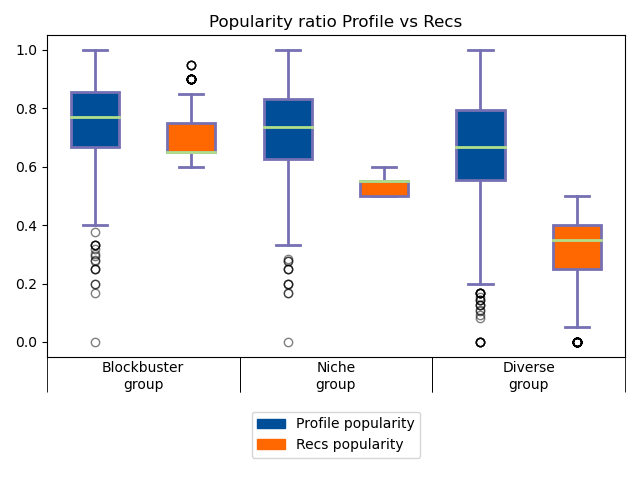 Popularity ratio Profile vs Recs
1.0
0.8
0.6
0.4
0.2
0.0
Blockbuster
group
Niche
group
Diverse
group
Profile popularity
Recs popularity